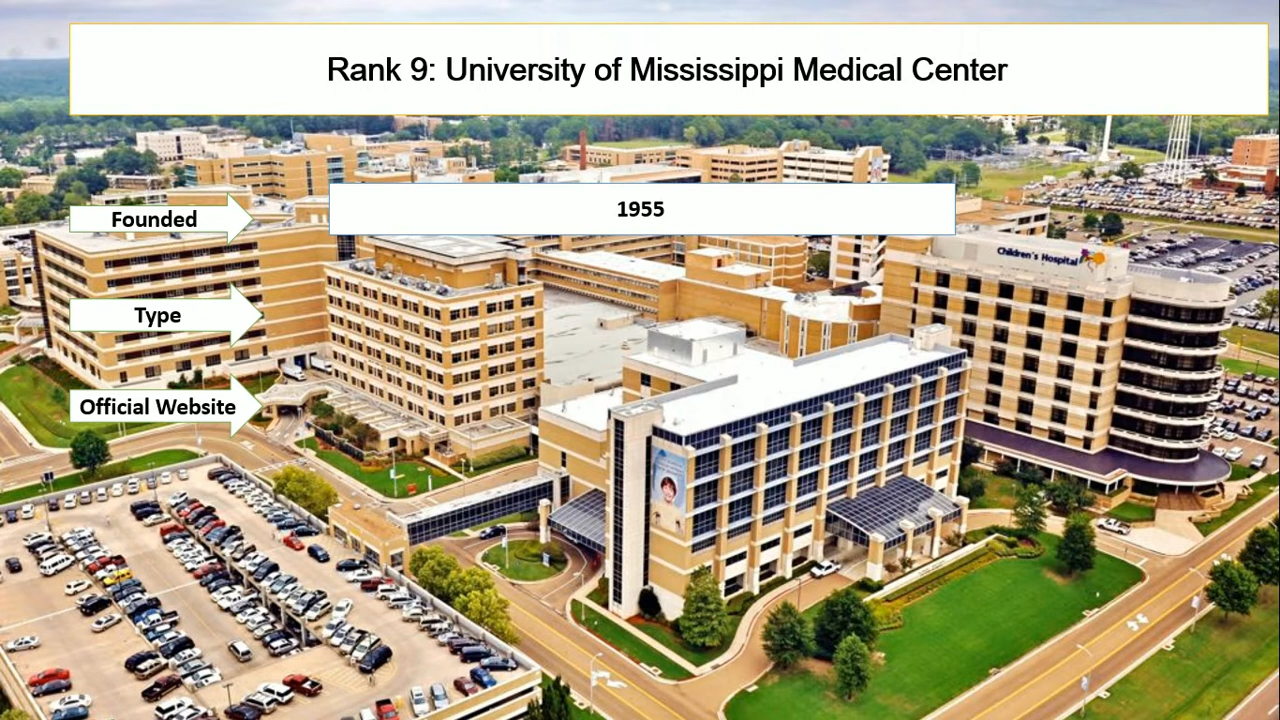 Rank 9: University of Mississippi Medical Center
Founded
1955
Type
Official Website
Children's Hospital